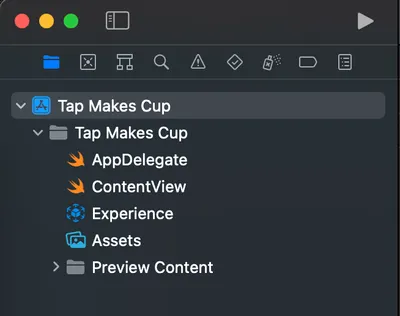 Tap Makes Cup
Tap Makes Cup
AppDelegate
ContentView
Experience
Assets
Preview Content